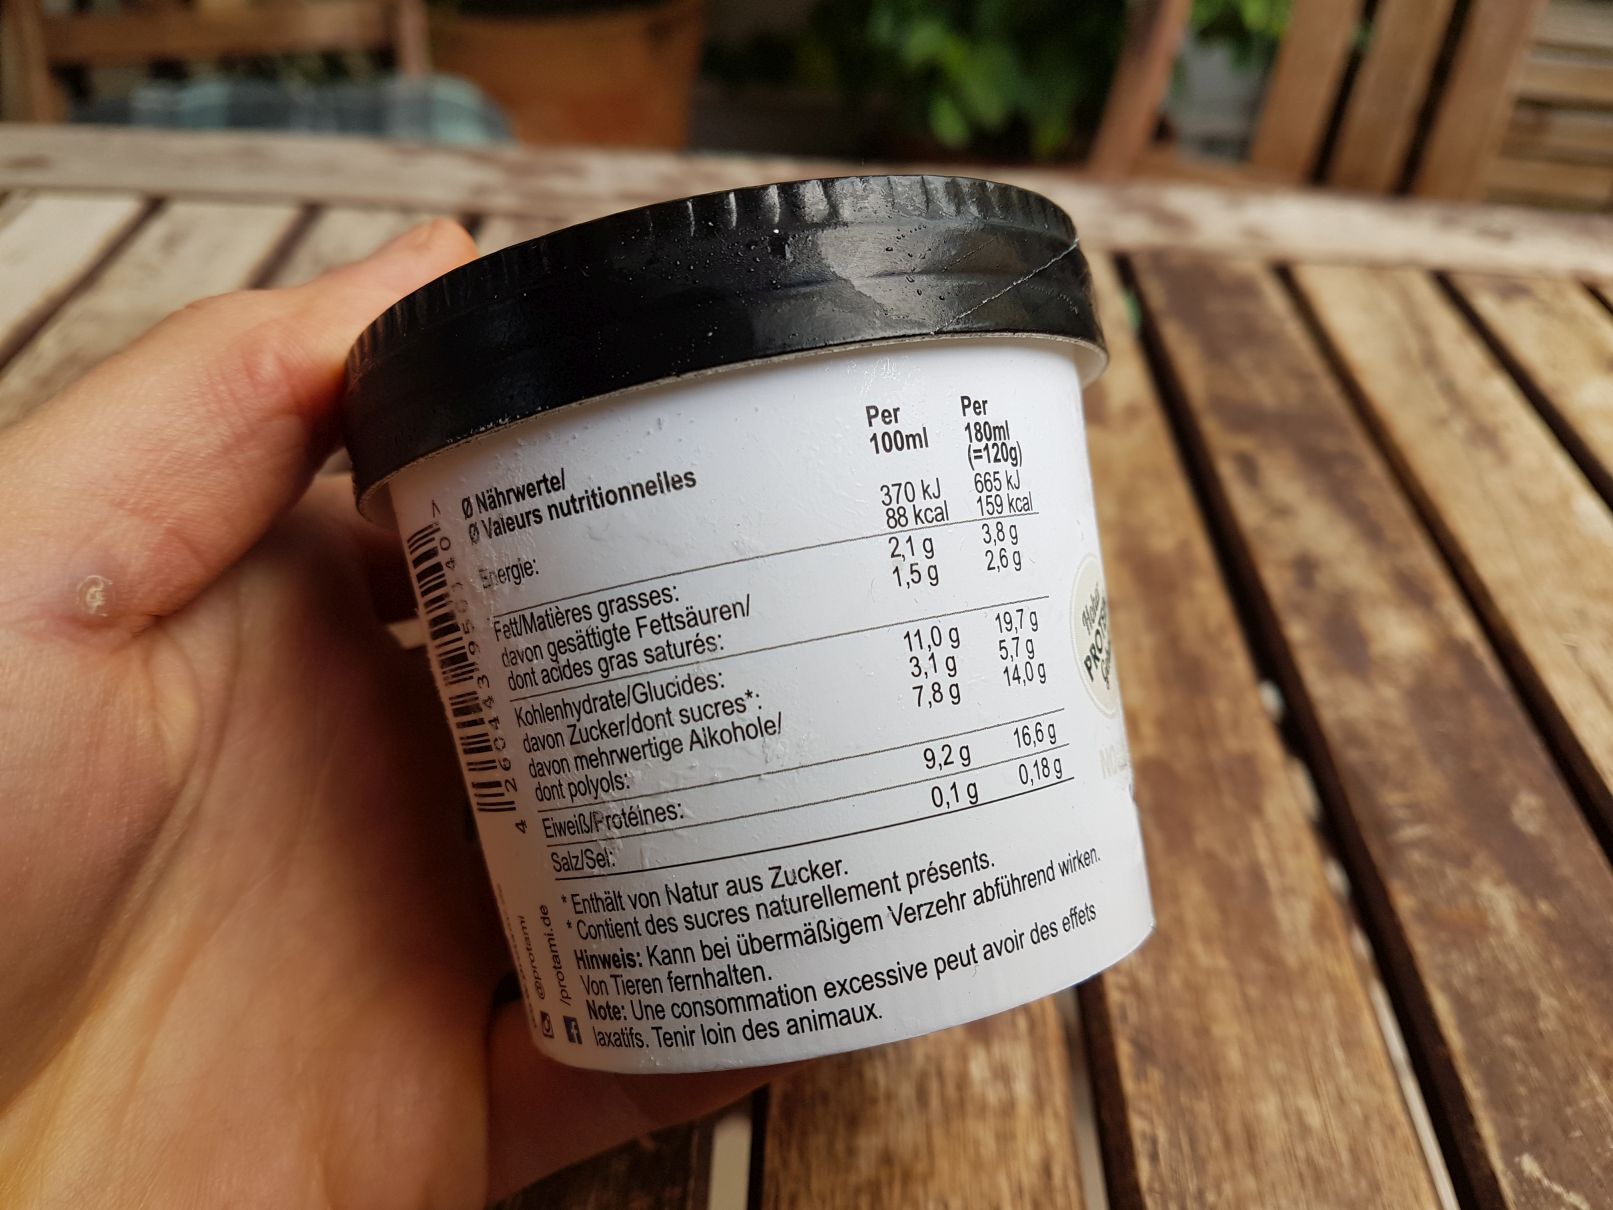 Ø Nährwerte/
Ø Valeurs nutritionnelles
Per
100ml
Per
180ml
(=120g)
Energie:
370 kJ 665 kJ
88 kcal 159 kcal
Fett/Matières grasses: 2,1 g 3,8 g
davon gesättigte Fettsäuren/ 1,5 g 2,6 g
dont acides gras saturés:
Kohlenhydrate/Glucides: 11,0 g 19,7 g
davon Zucker/dont sucres*: 3,1 g 5,7 g
davon mehrwertige Alkohole/ 7,8 g 14,0 g
dont polyols:
Eiweiß/Protéines: 9,2 g 16,6 g
Salz/Sel: 0,1 g 0,18 g
* Enthält von Natur aus Zucker.
* Contient des sucres naturellement présents.
Hinweis: Kann bei übermäßigem Verzehr abführend wirken.
Von Tieren fernhalten.
Note: Une consommation excessive peut avoir des effets
laxatifs. Tenir loin des animaux.
@protami
/protami.de